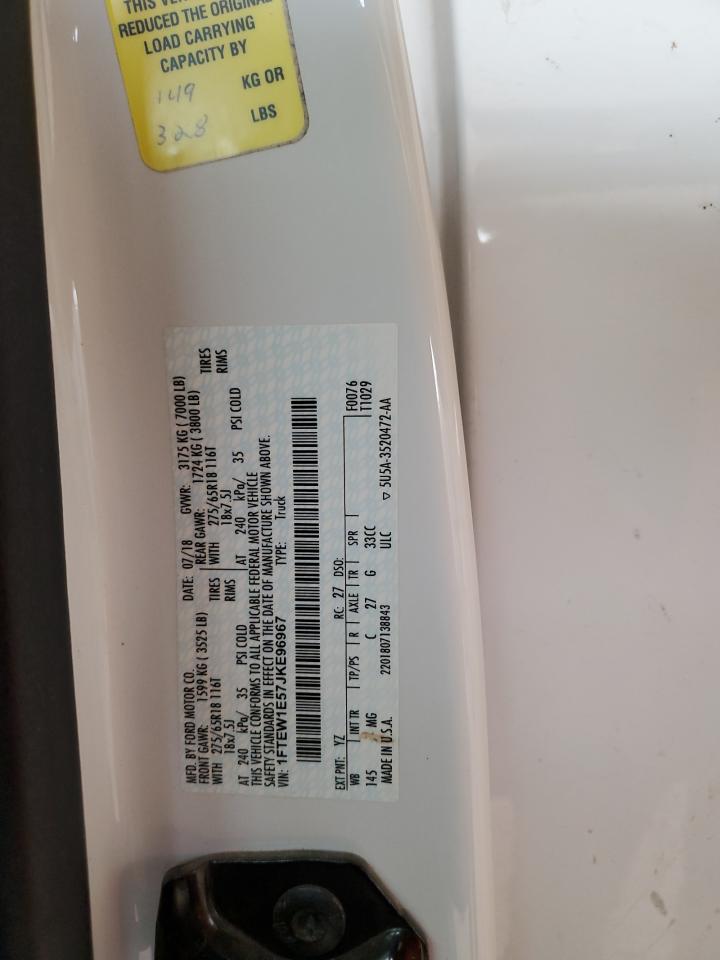 THIS VEH
REDUCED THE ORIGINAL
LOAD CARRYING
CAPACITY BY
149 KG OR
328 LBS
MFD. BY FORD MOTOR CO. DATE: 07/18 GVWR: 3175 KG ( 7000 LB)
FRONT GAWR: 1599 KG ( 3525 LB) REAR GAWR: 1724 KG ( 3800 LB)
WITH 275/65R18 116T TIRES WITH 275/65R18 116T TIRES
18x7.5J RIMS 18x7.5J RIMS
AT 240 kPa/ 35 PSI COLD AT 240 kPa/ 35 PSI COLD
THIS VEHICLE CONFORMS TO ALL APPLICABLE FEDERAL MOTOR VEHICLE
SAFETY STANDARDS IN EFFECT ON THE DATE OF MANUFACTURE SHOWN ABOVE.
VIN: 1FTEW1E57JKE96967 TYPE: Truck
EXT PNT: YZ RC: 27 DSO: F0076
WB INT TR TP/PS R AXLE TR SPR T1029
145 MG C 27 G 33CC
MADE IN U.S.A. 2201807138843 ULC ▽ 5U5A-3520472-AA